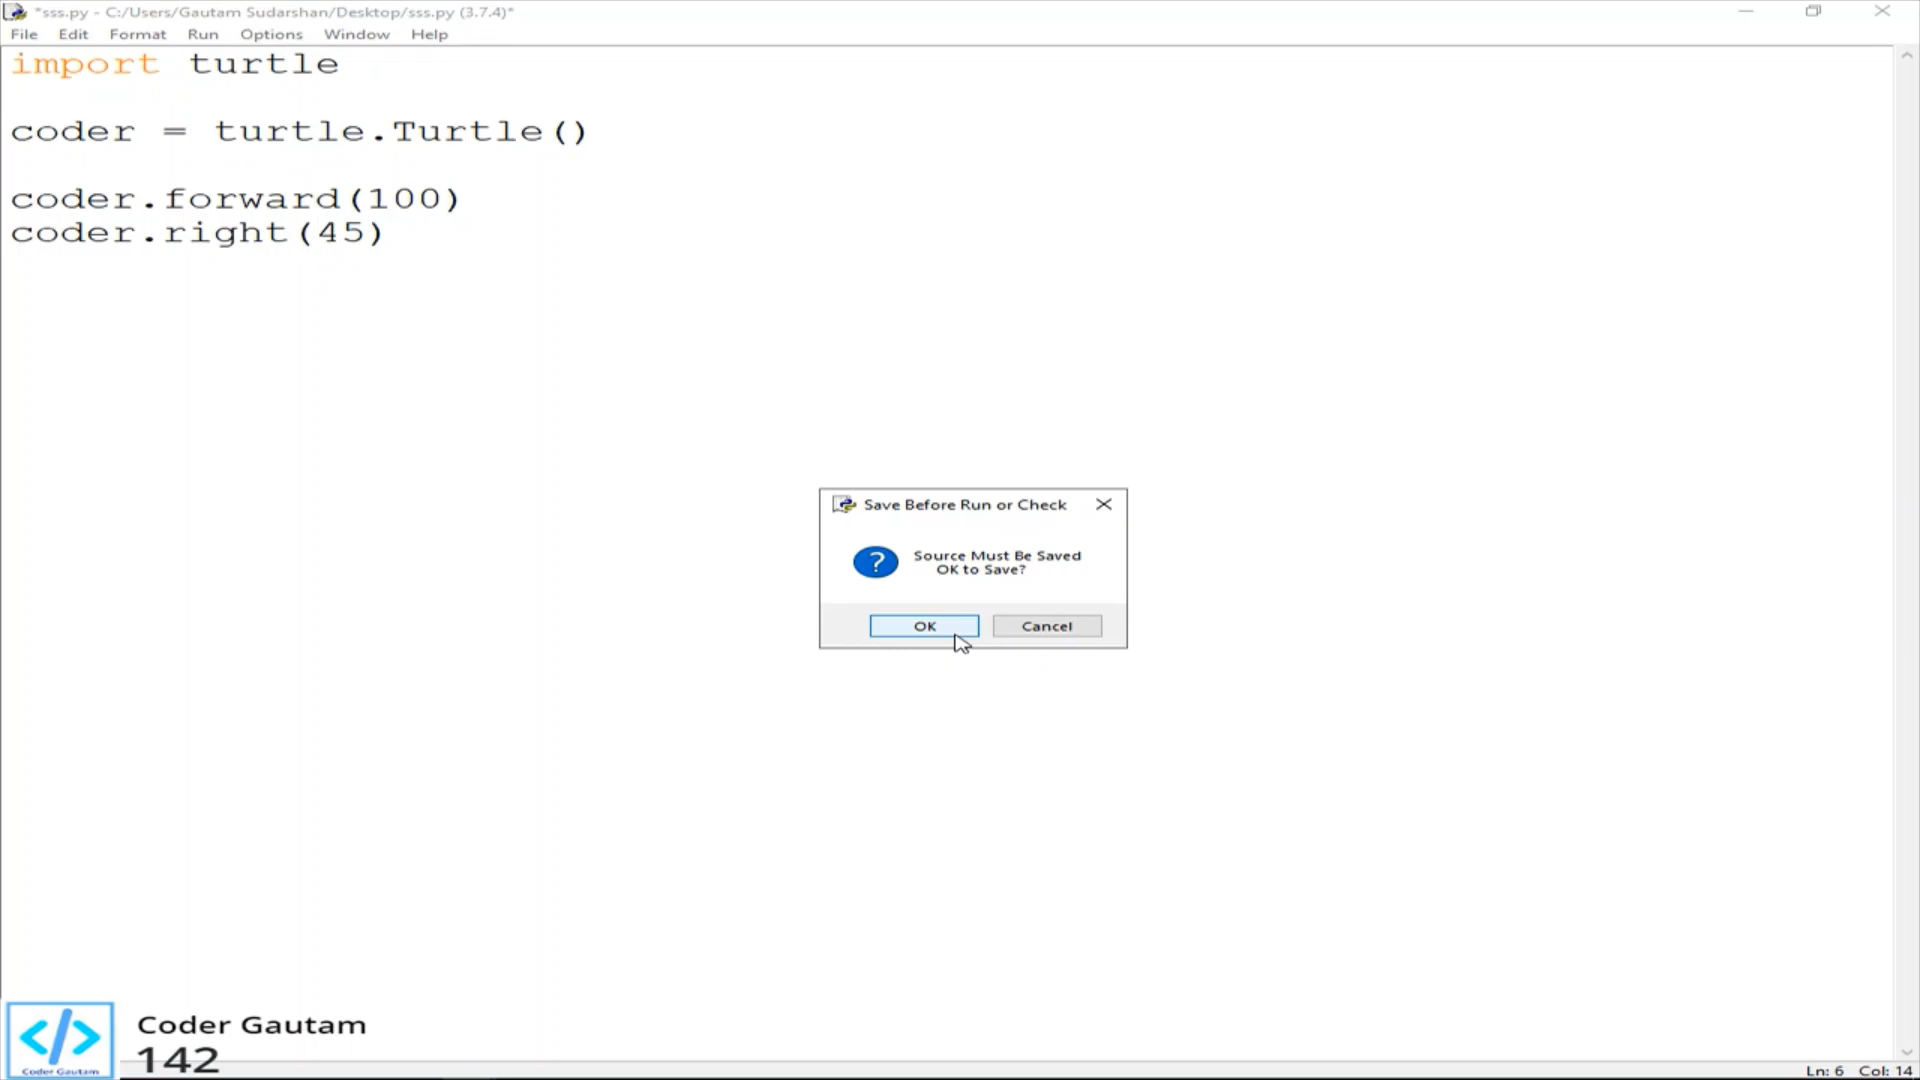 *sss.py - C:/Users/Gautam Sudarshan/Desktop/sss.py (3.7.4)*
File Edit Format Run Options Window Help
import turtle
coder = turtle.Turtle()
coder.forward(100)
coder.right(45)
Save Before Run or Check
?
Source Must Be Saved
OK to Save?
OK Cancel
</>
Coder Gautam
Coder Gautam
142
Ln: 6 Col: 14